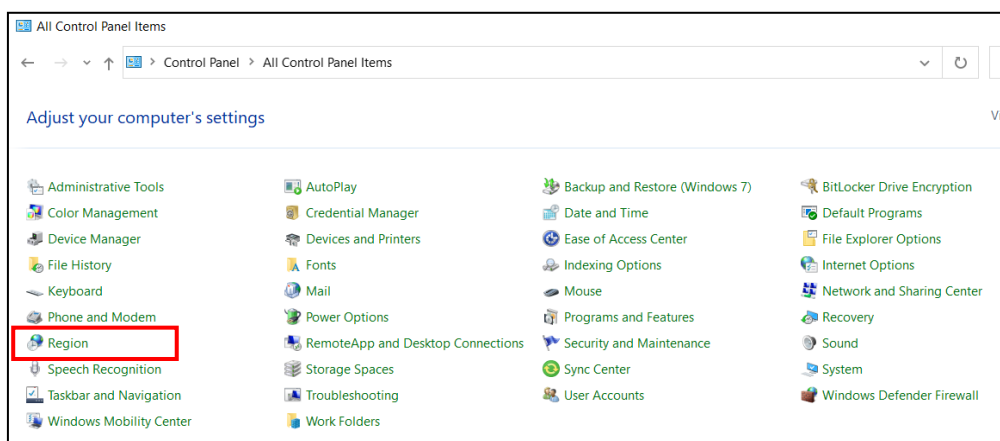 All Control Panel Items
Control Panel > All Control Panel Items
Adjust your computer's settings
Administrative Tools AutoPlay Backup and Restore (Windows 7) BitLocker Drive Encryption
Color Management Credential Manager Date and Time Default Programs
Device Manager Devices and Printers Ease of Access Center File Explorer Options
File History Fonts Indexing Options Internet Options
Keyboard Mail Mouse Network and Sharing Center
Phone and Modem Power Options Programs and Features Recovery
Region RemoteApp and Desktop Connections Security and Maintenance Sound
Speech Recognition Storage Spaces Sync Center System
Taskbar and Navigation Troubleshooting User Accounts Windows Defender Firewall
Windows Mobility Center Work Folders